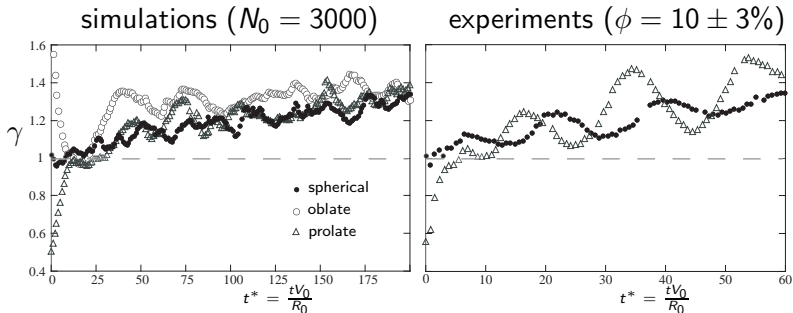 simulations (N₀ = 3000)
experiments (ϕ = 10 ± 3%)
1.6
1.4
1.2
1
0.8
0.6
0.4
γ
spherical
oblate
prolate
0 25 50 75 100 125 150 175
0 10 20 30 40 50 60
t* = tV₀/R₀
t* = tV₀/R₀